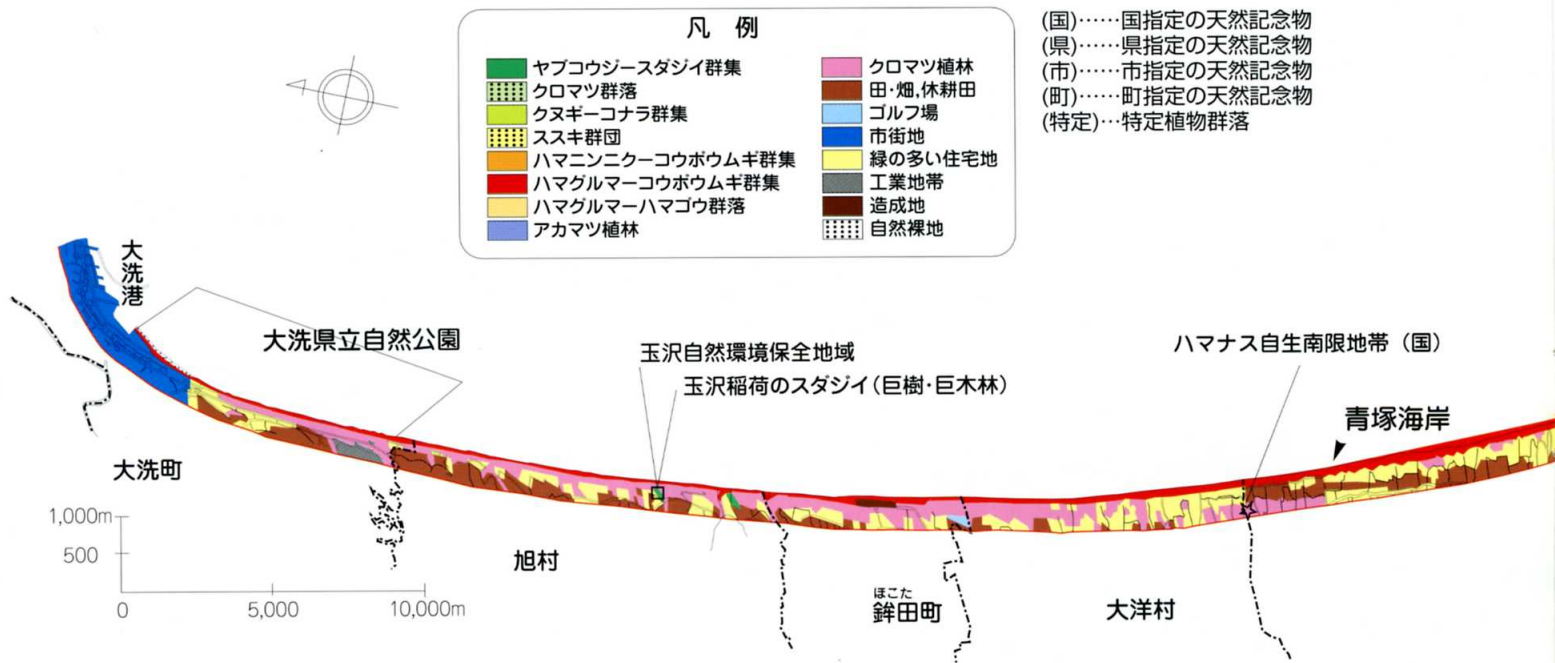 凡 例
ヤブコウジースダジイ群集
クロマツ群落
クヌギーコナラ群集
ススキ群団
ハマニンニクーコウボウムギ群集
ハマグルマーコウボウムギ群集
ハマグルマーハマゴウ群落
アカマツ植林
クロマツ植林
田・畑,休耕田
ゴルフ場
市街地
緑の多い住宅地
工業地帯
造成地
自然裸地
(国)……国指定の天然記念物
(県)……県指定の天然記念物
(市)……市指定の天然記念物
(町)……町指定の天然記念物
(特定)…特定植物群落
大洗港
大洗県立自然公園
玉沢自然環境保全地域
玉沢稲荷のスダジイ(巨樹・巨木林)
ハマナス自生南限地帯（国）
青塚海岸
大洗町
旭村
ほこた
鉾田町
大洋村
1,000m
500
0
5,000
10,000m